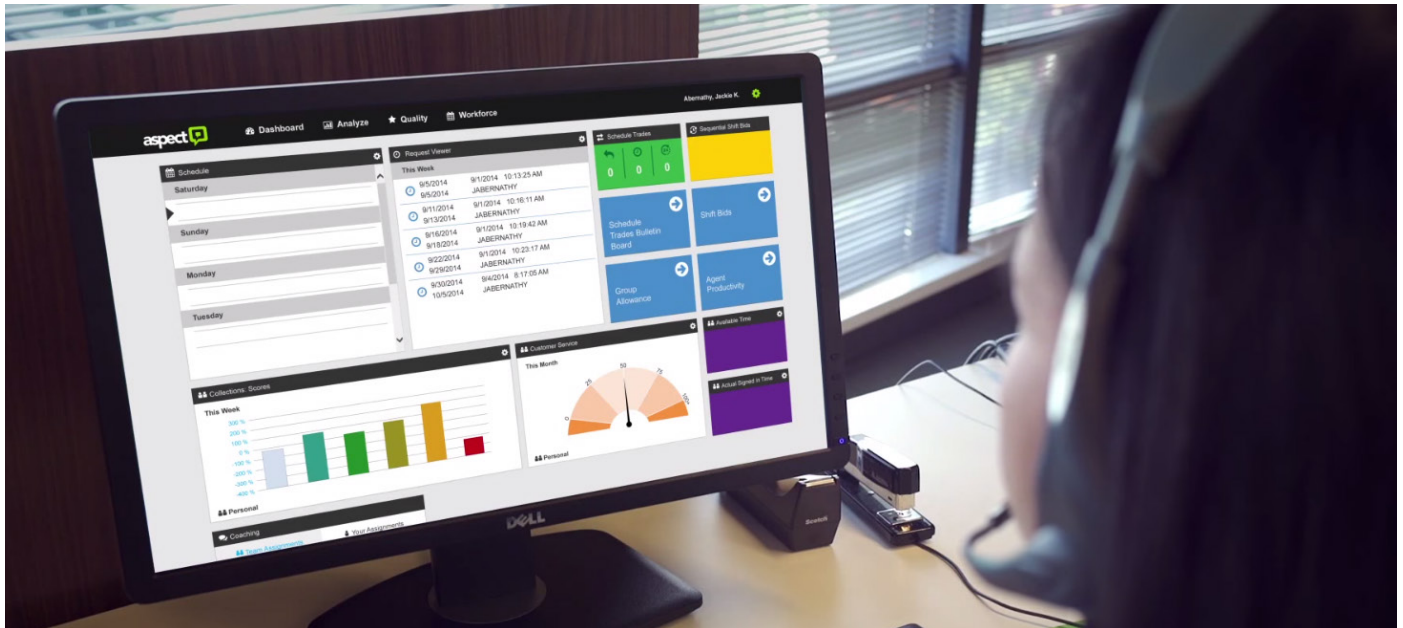 aspect
Dashboard
Analyze
Quality
Workforce
Abernathy, Jackie K.
Schedule
Saturday
Sunday
Monday
Tuesday
Request Viewer
This Week
9/5/2014 9/1/2014 10:13:25 AM
9/5/2014 JABERNATHY
9/11/2014 9/1/2014 10:16:11 AM
9/13/2014 JABERNATHY
9/16/2014 9/1/2014 10:19:42 AM
9/18/2014 JABERNATHY
9/22/2014 9/1/2014 10:23:17 AM
9/29/2014 JABERNATHY
9/30/2014 9/4/2014 8:17:05 AM
10/5/2014 JABERNATHY
Schedule Trades
0 0 0
Sequential Shift Bids
Schedule
Trades Bulletin
Board
Shift Bids
Group
Allowance
Agent
Productivity
Collections: Scores
This Week
300 %
200 %
100 %
0 %
-100 %
-200 %
-300 %
-400 %
Personal
Customer Service
This Month
0
25
50
75
100+
Personal
Available Time
Actual Signed in Time
Coaching
Team Assignments
Your Assignments
DELL